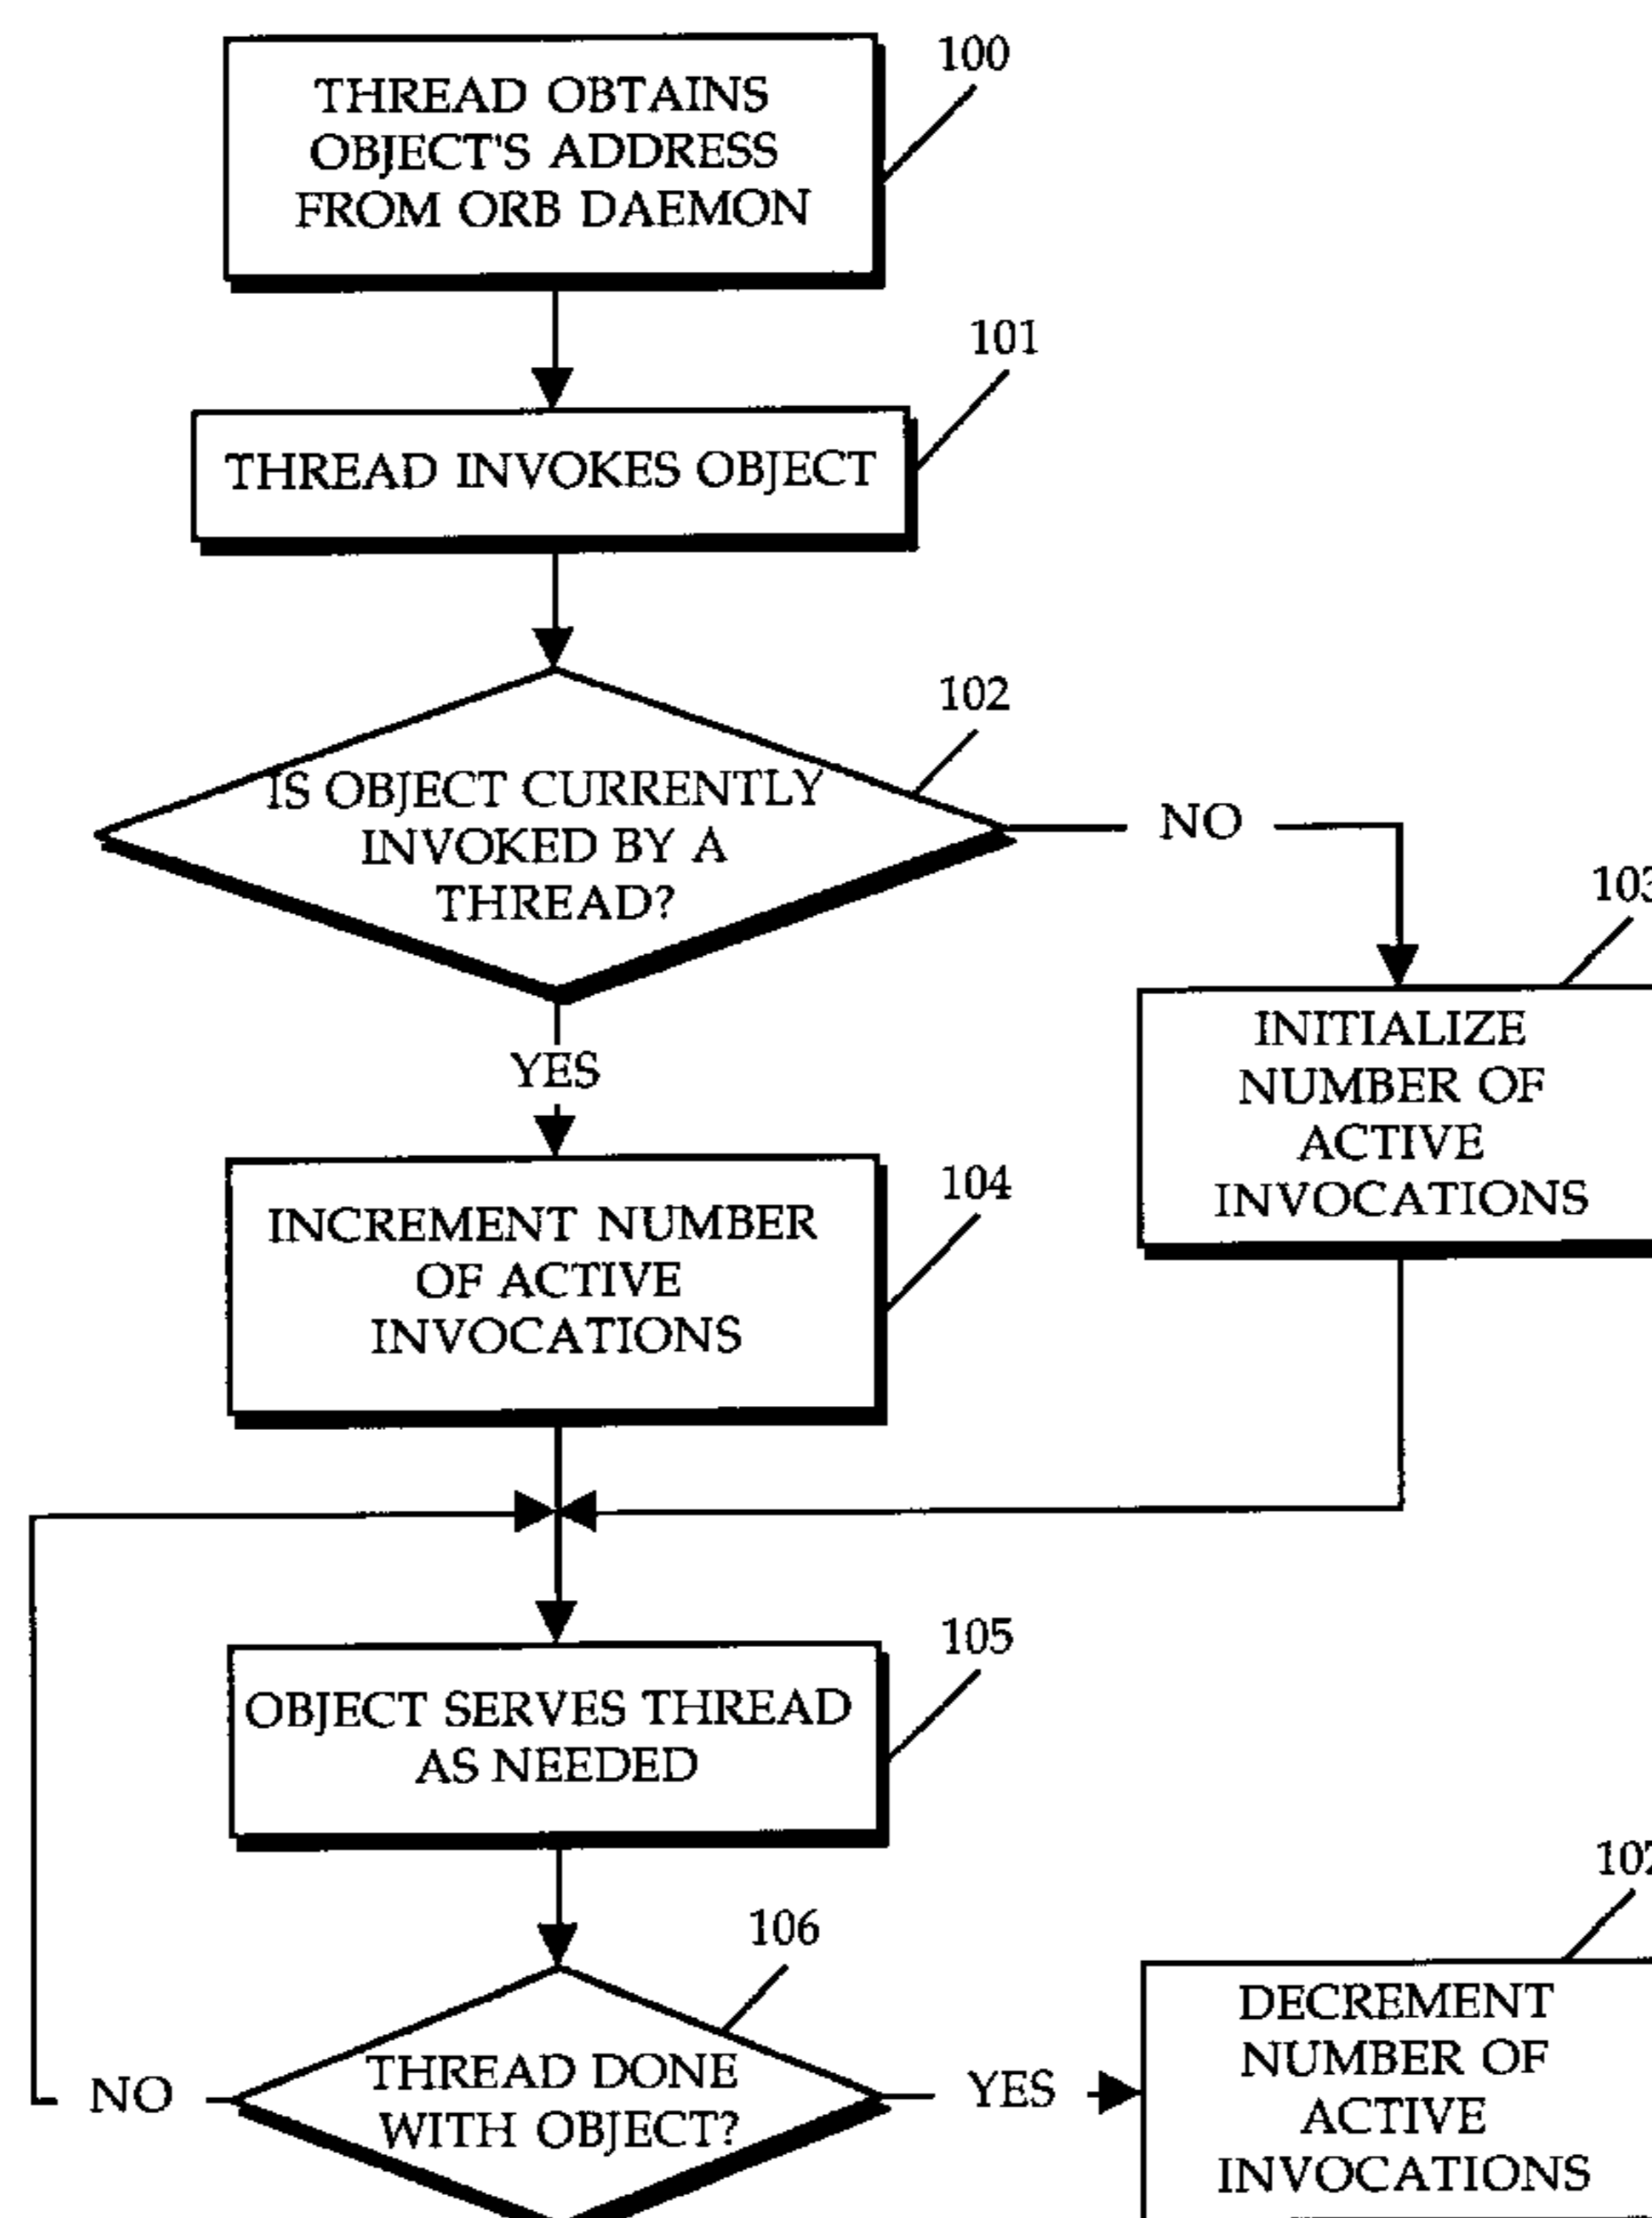 100
THREAD OBTAINS
OBJECT'S ADDRESS
FROM ORB DAEMON
101
THREAD INVOKES OBJECT
102
IS OBJECT CURRENTLY
INVOKED BY A
THREAD?
NO
103
INITIALIZE
NUMBER OF
ACTIVE
INVOCATIONS
YES
104
INCREMENT NUMBER
OF ACTIVE
INVOCATIONS
105
OBJECT SERVES THREAD
AS NEEDED
106
THREAD DONE
WITH OBJECT?
NO
YES
107
DECREMENT
NUMBER OF
ACTIVE
INVOCATIONS